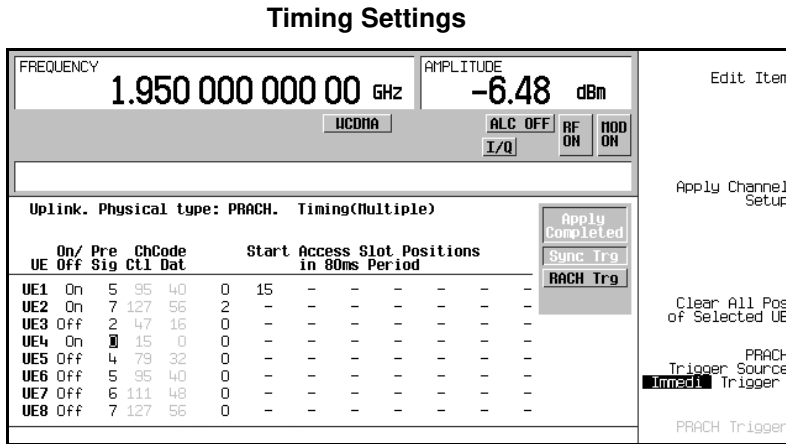 Timing Settings
FREQUENCY
1.950 000 000 00 GHz
AMPLITUDE
-6.48 dBm
WCDMA
ALC OFF
I/Q
RF ON
MOD ON
Edit Item
Apply Channel Setup
Clear All Pos of Selected UE
PRACH Trigger Source
Immedi Trigger
PRACH Trigger
Uplink. Physical type: PRACH. Timing(Multiple)
Apply Completed
Sync Trg
RACH Trg
On/ Pre ChCode Start Access Slot Positions
UE Off Sig Ctl Dat in 80ms Period
UE1 On 5 95 40 0 15 - - - - - -
UE2 On 7 127 56 2 - - - - - - -
UE3 Off 2 47 16 0 - - - - - - -
UE4 On 0 15 0 0 - - - - - - -
UE5 Off 4 79 32 0 - - - - - - -
UE6 Off 5 95 40 0 - - - - - - -
UE7 Off 6 111 48 0 - - - - - - -
UE8 Off 7 127 56 0 - - - - - - -